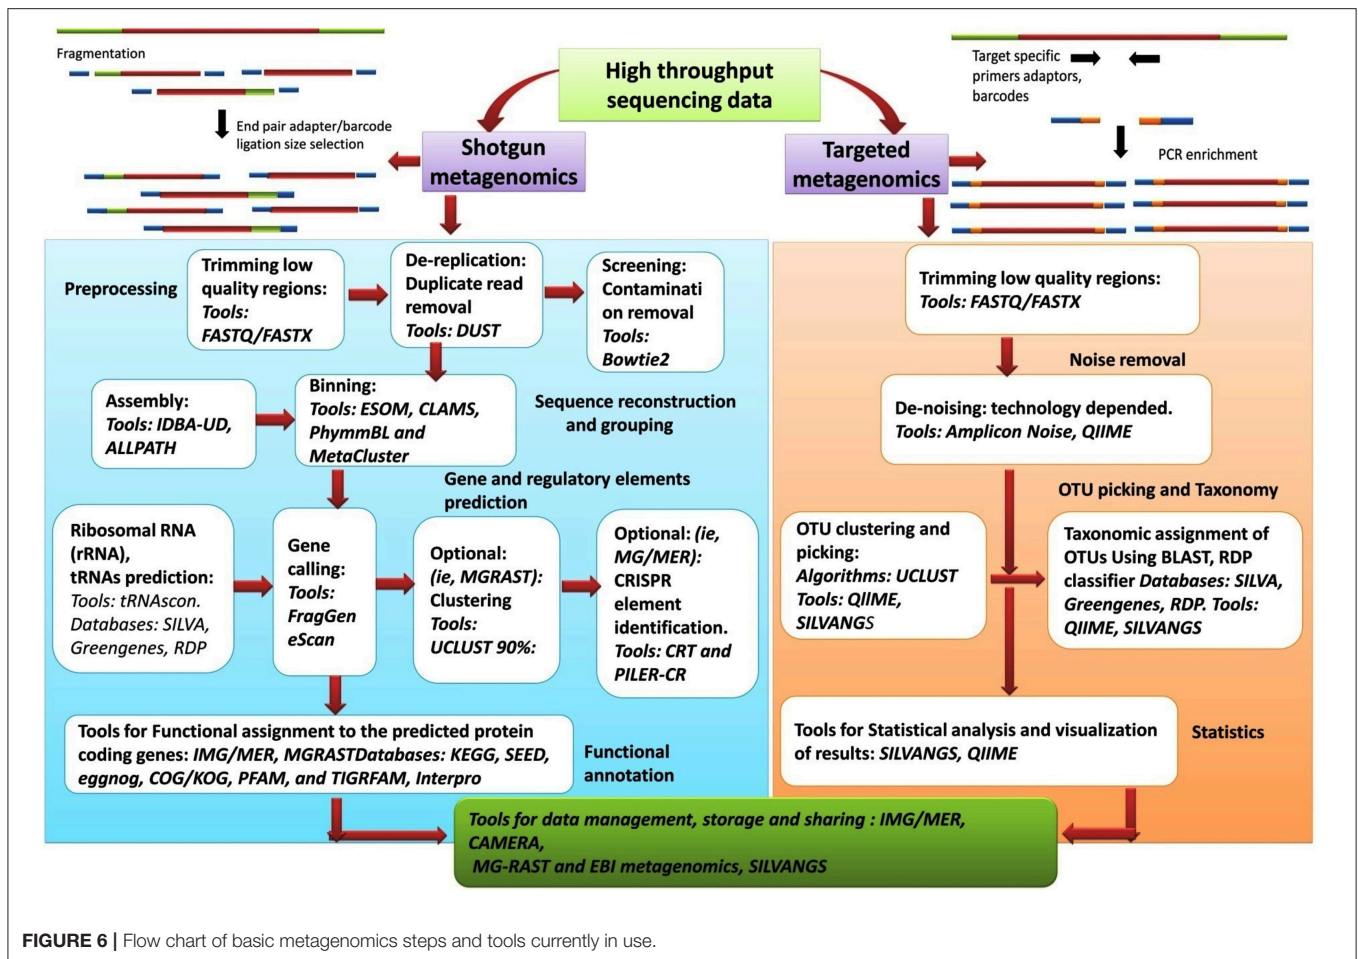 Fragmentation
End pair adapter/barcode
ligation size selection
High throughput
sequencing data
Target specific
primers adaptors,
barcodes
PCR enrichment
Shotgun
metagenomics
Targeted
metagenomics
Preprocessing
Trimming low
quality regions:
Tools:
FASTQ/FASTX
De-replication:
Duplicate read
removal
Tools: DUST
Screening:
Contaminati
on removal
Tools:
Bowtie2
Assembly:
Tools: IDBA-UD,
ALLPATH
Binning:
Tools: ESOM, CLAMS,
PhymmBL and
MetaCluster
Sequence reconstruction
and grouping
Gene and regulatory elements
prediction
Ribosomal RNA
(rRNA),
tRNAs prediction:
Tools: tRNAscon.
Databases: SILVA,
Greengenes, RDP
Gene
calling:
Tools:
FragGen
eScan
Optional:
(ie, MGRAST):
Clustering
Tools:
UCLUST 90%:
Optional: (ie,
MG/MER):
CRISPR
element
identification.
Tools: CRT and
PILER-CR
Tools for Functional assignment to the predicted protein
coding genes: IMG/MER, MGRASTDatabases: KEGG, SEED,
eggnog, COG/KOG, PFAM, and TIGRFAM, Interpro
Functional
annotation
Trimming low quality regions:
Tools: FASTQ/FASTX
Noise removal
De-noising: technology depended.
Tools: Amplicon Noise, QIIME
OTU picking and Taxonomy
OTU clustering and
picking:
Algorithms: UCLUST
Tools: QIIME,
SILVANGS
Taxonomic assignment of
OTUs Using BLAST, RDP
classifier Databases: SILVA,
Greengenes, RDP. Tools:
QIIME, SILVANGS
Tools for Statistical analysis and visualization
of results: SILVANGS, QIIME
Statistics
Tools for data management, storage and sharing : IMG/MER,
CAMERA,
MG-RAST and EBI metagenomics, SILVANGS
FIGURE 6 | Flow chart of basic metagenomics steps and tools currently in use.